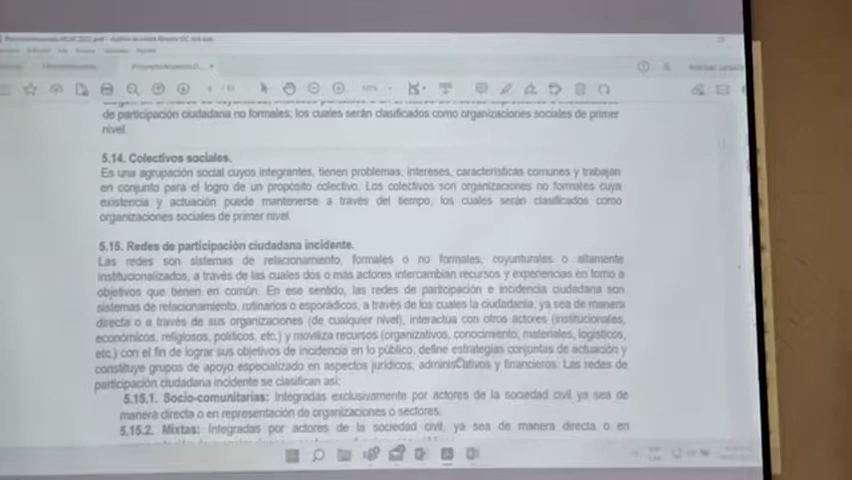 de participación ciudadana no formales; los cuales serán clasificados como organizaciones sociales de primer
nivel.
5.14. Colectivos sociales.
Es una agrupación social cuyos integrantes, tienen problemas, intereses, características comunes y trabajan
en conjunto para el logro de un propósito colectivo. Los colectivos son organizaciones no formales cuya
existencia y actuación puede mantenerse a través del tiempo, los cuales serán clasificados como
organizaciones sociales de primer nivel.
5.15. Redes de participación ciudadana incidente.
Las redes son sistemas de relacionamiento, formales o no formales, coyunturales o altamente
institucionalizados, a través de las cuales dos o más actores intercambian recursos y experiencias en torno a
objetivos que tienen en común. En ese sentido, las redes de participación e incidencia ciudadana son
sistemas de relacionamiento, rutinarios o esporádicos, a través de los cuales la ciudadanía, ya sea de manera
directa o a través de sus organizaciones (de cualquier nivel), interactúa con otros actores (institucionales,
económicos, religiosos, políticos, etc.) y moviliza recursos (organizativos, conocimiento, materiales, logísticos,
etc.) con el fin de lograr sus objetivos de incidencia en lo público, define estrategias conjuntas de actuación y
constituye grupos de apoyo especializado en aspectos jurídicos, administrativos y financieros. Las redes de
participación ciudadana incidente se clasifican así:
5.15.1. Socio-comunitarias: Integradas exclusivamente por actores de la sociedad civil ya sea de
manera directa o en representación de organizaciones o sectores.
5.15.2. Mixtas: Integradas por actores de la sociedad civil, ya sea de manera directa o en